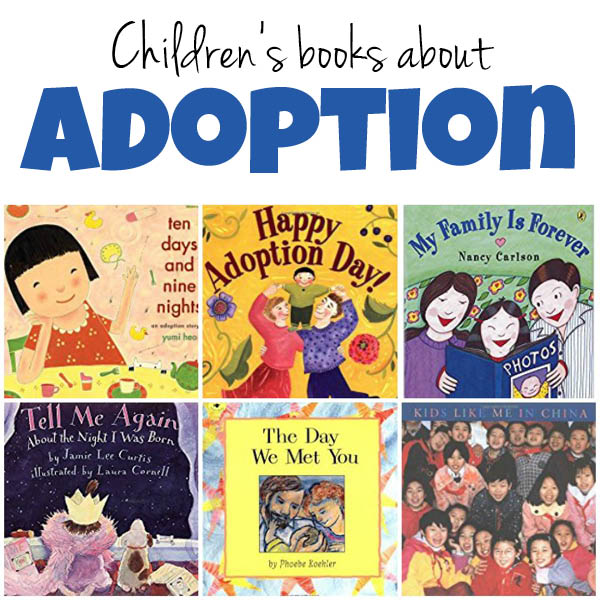 Children's books about
ADOPTION
ten
days
and
nine
nights
an adoption story
yumi heo
Happy
Adoption Day!
My Family Is Forever
Nancy Carlson
PHOTOS
Tell Me Again
About the Night I Was Born
by Jamie Lee Curtis
illustrated by Laura Cornell
The Day
We Met You
by Phoebe Koehler
KIDS LIKE ME IN CHINA